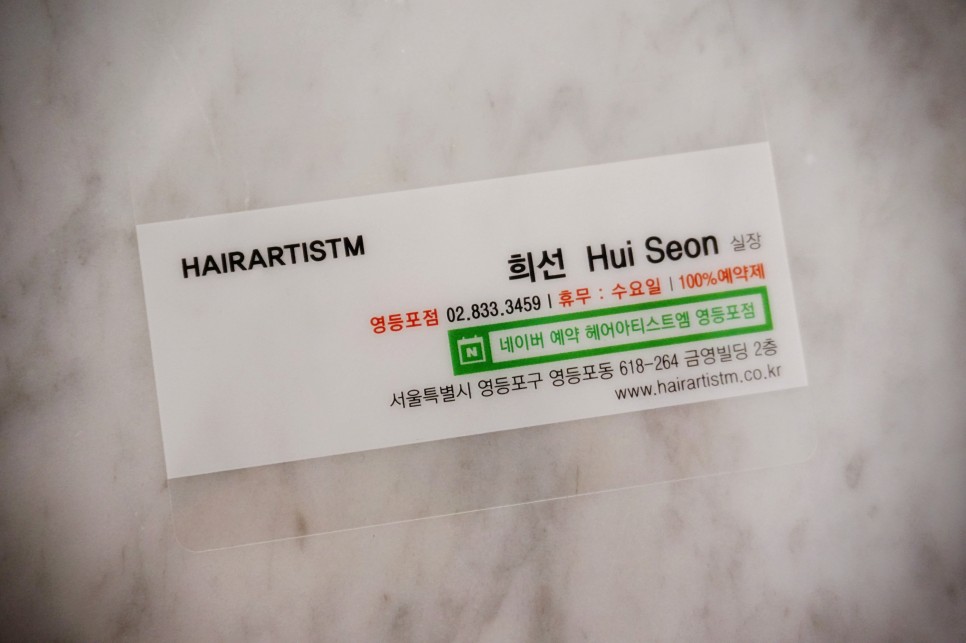 HAIRARTISTM
희선 Hui Seon 실장
영등포점 02.833.3459 | 휴무 : 수요일 | 100%예약제
N 네이버 예약 헤어아티스트엠 영등포점
서울특별시 영등포구 영등포동 618-264 금영빌딩 2층
www.hairartistm.co.kr